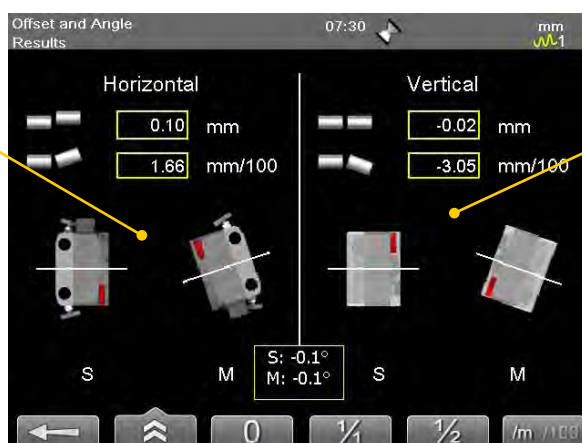 Offset and Angle
Results
07:30
mm
1
Horizontal
0.10 mm
1.66 mm/100
Vertical
-0.02 mm
-3.05 mm/100
S
M
S: -0.1°
M: -0.1°
S
M
0
1/1
1/2
/m /100